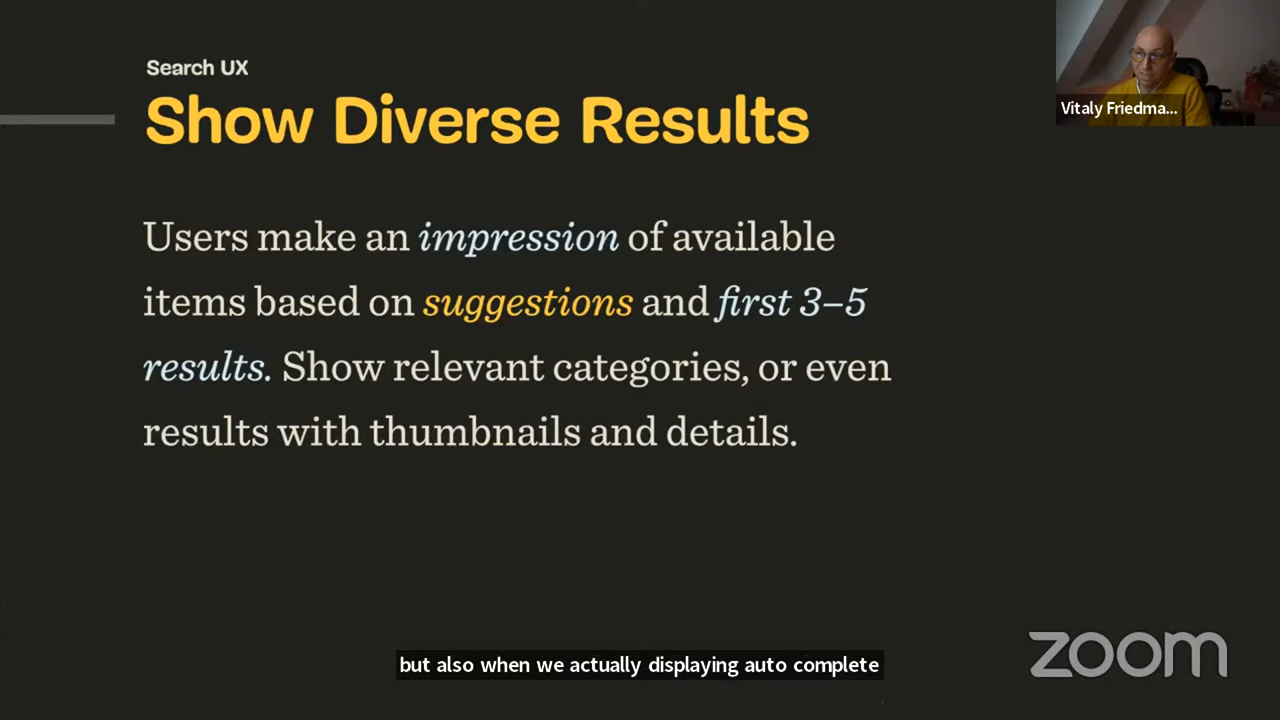 Search UX
Show Diverse Results
Vitaly Friedma...
Users make an impression of available
items based on suggestions and first 3–5
results. Show relevant categories, or even
results with thumbnails and details.
but also when we actually displaying auto complete
zoom